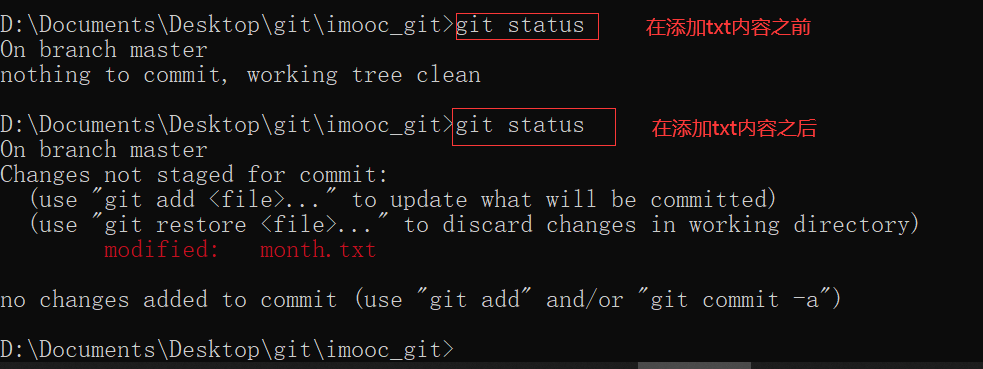 D:\Documents\Desktop\git\imooc_git>git status 在添加txt内容之前
On branch master
nothing to commit, working tree clean
D:\Documents\Desktop\git\imooc_git>git status 在添加txt内容之后
On branch master
Changes not staged for commit:
(use "git add <file>..." to update what will be committed)
(use "git restore <file>..." to discard changes in working directory)
modified: month.txt
no changes added to commit (use "git add" and/or "git commit -a")
D:\Documents\Desktop\git\imooc_git>